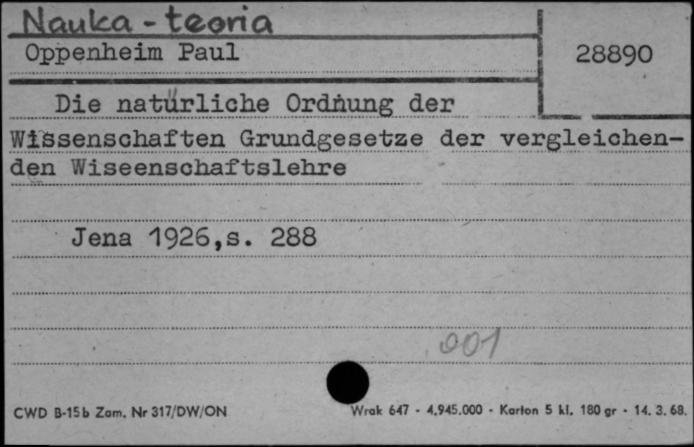 Nauka - teoria
Oppenheim Paul
28890
Die natürliche Ordnung der
Wissenschaften Grundgesetze der vergleichen-
den Wiseenschaftslehre
Jena 1926,s. 288
001
CWD B-15b Zam. Nr 317/DW/ON
Wrak 647 - 4.945.000 - Karton 5 kl. 180 gr - 14. 3. 68.